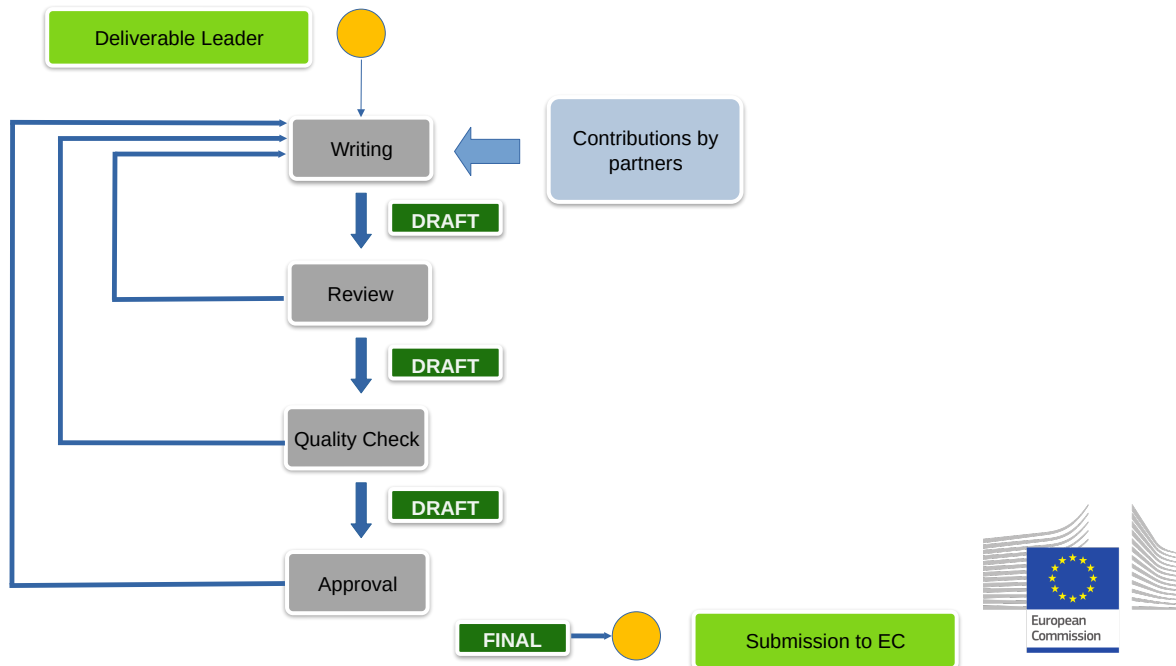 Deliverable Leader
Writing
Contributions by
partners
DRAFT
Review
DRAFT
Quality Check
DRAFT
Approval
FINAL
Submission to EC
European
Commission